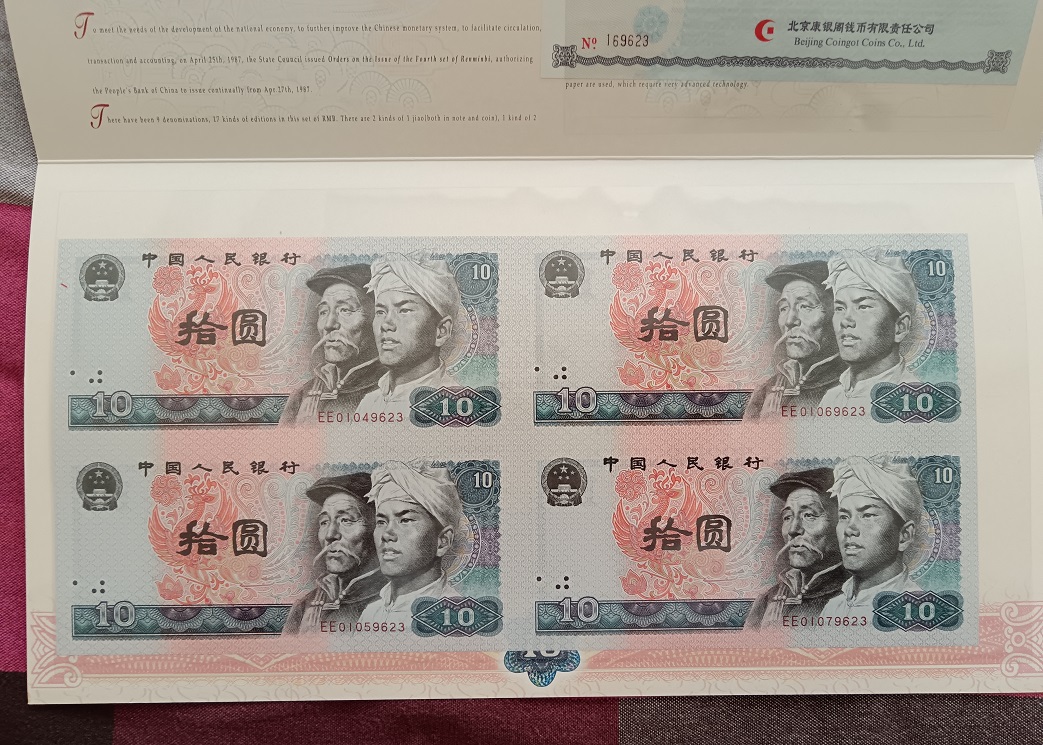 To meet the needs of the development of the national economy, to further improve the Chinese monetary system, to facilitate circulation,
transaction and accounting, on April 25th, 1987, the State Council issued Orders on the Issue of the Fourth set of Renminbi, authorizing
the People's Bank of China to issue continually from Apr.27th, 1987.
There have been 9 denominations, 17 kinds of editions in this set of RMB. There are 2 kinds of 1 jiao(both in note and coin), 1 kind of 2
Nº 169623
北京康银阁钱币有限责任公司
Beijing Coingot Coins Co., Ltd.
paper are used, which require very advanced technology.
中国人民银行
10
拾圆
10
EE01049623
10
中国人民银行
10
拾圆
10
EE01069623
10
中国人民银行
10
拾圆
10
EE01059623
10
中国人民银行
10
拾圆
10
EE01079623
10
10